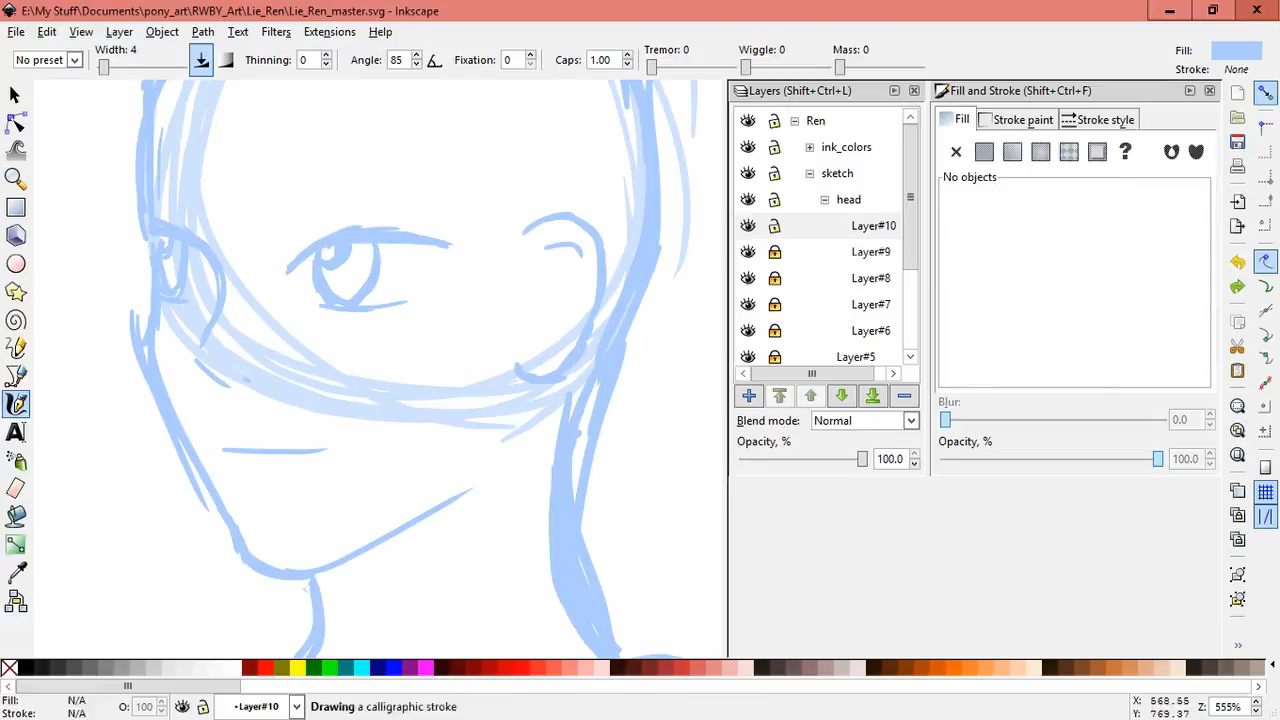 E:\My Stuff\Documents\pony_art\RWBY_Art\Lie_Ren\Lie_Ren_master.svg - Inkscape
File Edit View Layer Object Path Text Filters Extensions Help
No preset Width: 4 Thinning: 0 Angle: 85 Fixation: 0 Caps: 1.00 Tremor: 0 Wiggle: 0 Mass: 0 Fill:
Stroke: None
Layers (Shift+Ctrl+L) Fill and Stroke (Shift+Ctrl+F)
Ren Fill Stroke paint Stroke style
ink_colors
sketch No objects
head
Layer#10
Layer#9
Layer#8
Layer#7
Layer#6
Layer#5
Blur:
Blend mode: Normal 0.0
Opacity, % Opacity, %
100.0 100.0
Fill: N/A O: 100 •Layer#10 Drawing a calligraphic stroke X: 568.55 Z: 555%
Stroke: N/A Y: 769.37